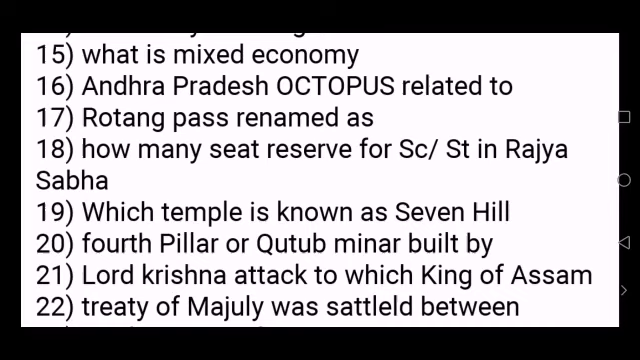 15) what is mixed economy
16) Andhra Pradesh OCTOPUS related to
17) Rotang pass renamed as
18) how many seat reserve for Sc/ St in Rajya
Sabha
19) Which temple is known as Seven Hill
20) fourth Pillar or Qutub minar built by
21) Lord krishna attack to which King of Assam
22) treaty of Majuly was sattleld between